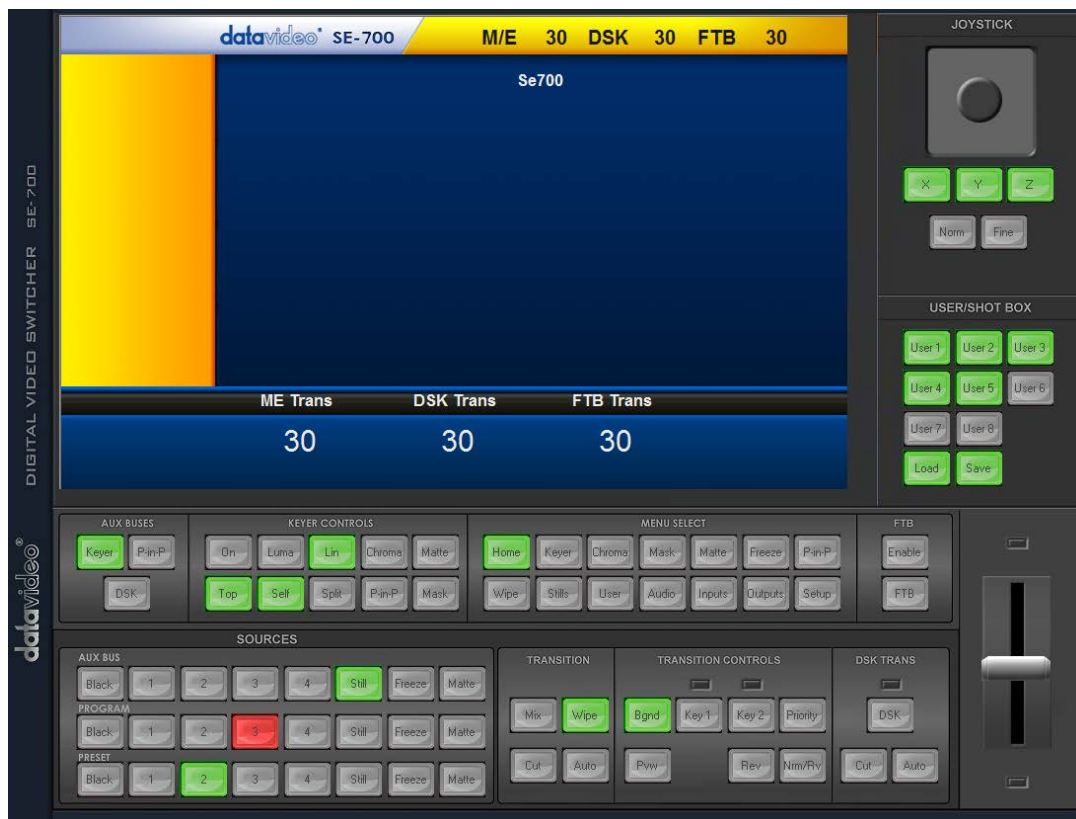 datavideo SE-700 M/E 30 DSK 30 FTB 30
Se700
ME Trans DSK Trans FTB Trans
30 30 30
JOYSTICK
X Y Z
Norm Fine
USER/SHOT BOX
User 1 User 2 User 3
User 4 User 5 User 6
User 7 User 8
Load Save
DIGITAL VIDEO SWITCHER SE-700
datavideo®
AUX BUSES KEYER CONTROLS MENU SELECT FTB
Keyer P-in-P On Luma Lin Chroma Matte Home Keyer Chroma Mask Matte Freeze P-in-P Enable
DSK Top Self Split P-in-P Mask Wipe Stills User Audio Inputs Outputs Setup FTB
SOURCES
AUX BUS
Black 1 2 3 4 Still Freeze Matte
PROGRAM
Black 1 2 3 4 Still Freeze Matte
PRESET
Black 1 2 3 4 Still Freeze Matte
TRANSITION TRANSITION CONTROLS DSK TRANS
Mix Wipe Bgnd Key 1 Key 2 Priority DSK
Cut Auto Pvw Rev Nrm/Rv Cut Auto